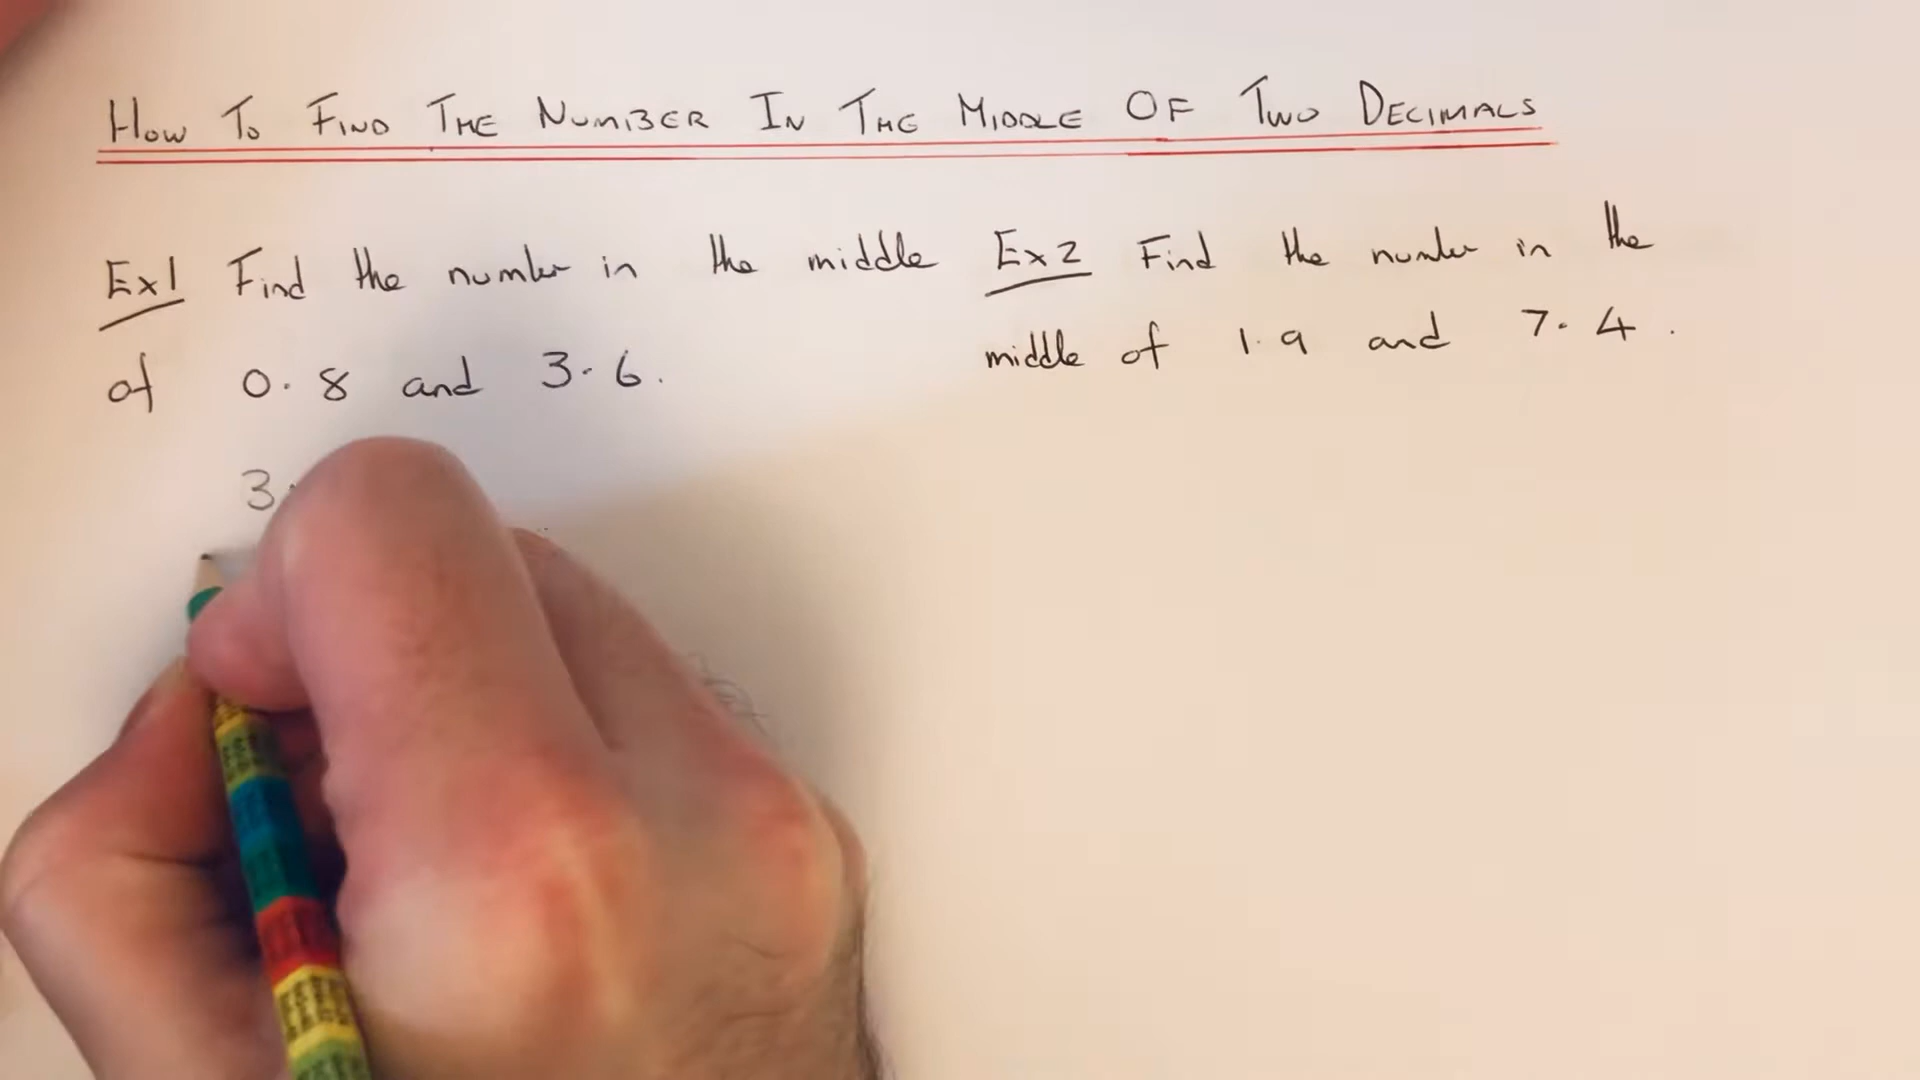 How To Find The Number In The Middle Of Two Decimals
Ex1 Find the number in the middle
of 0.8 and 3.6.
3.
Ex2 Find the number in the
middle of 1.9 and 7.4.